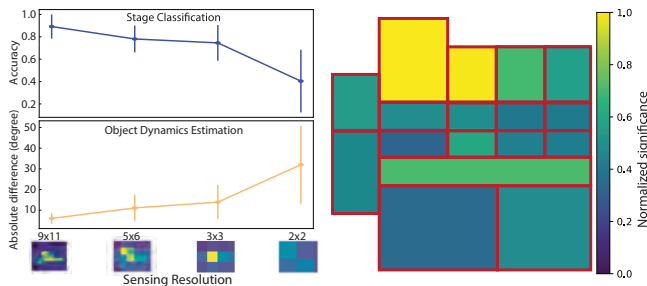 Stage Classification
1.0
0.8
0.6
0.4
0.2
Accuracy
Object Dynamics Estimation
50
40
30
20
10
Absolute difference (degree)
9x11 5x6 3x3 2x2
Sensing Resolution
1.0
0.8
0.6
0.4
0.2
0.0
Normalized significance